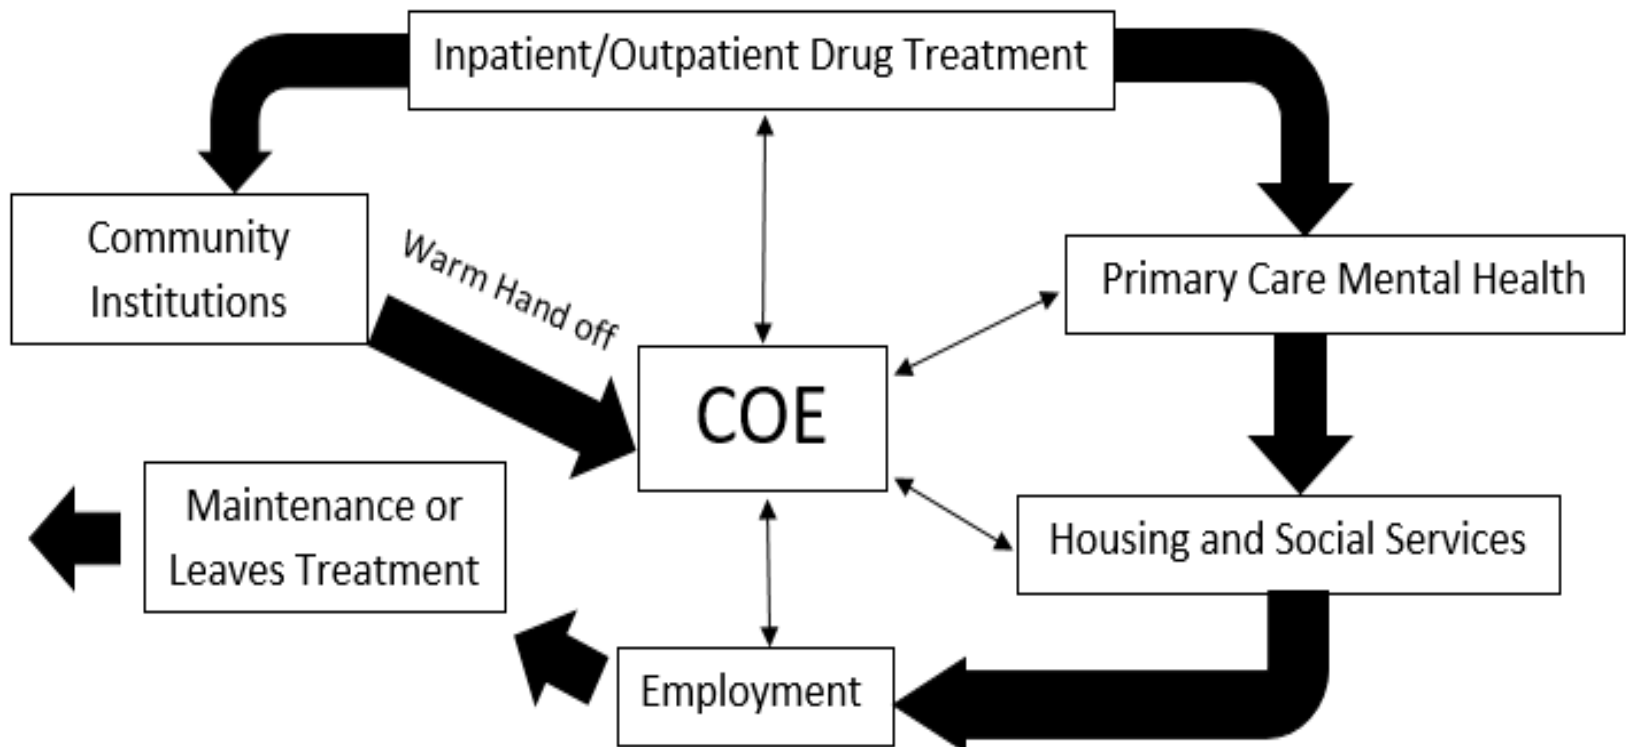 Inpatient/Outpatient Drug Treatment
Community
Institutions
Warm Hand off
Primary Care Mental Health
COE
Maintenance or
Leaves Treatment
Housing and Social Services
Employment